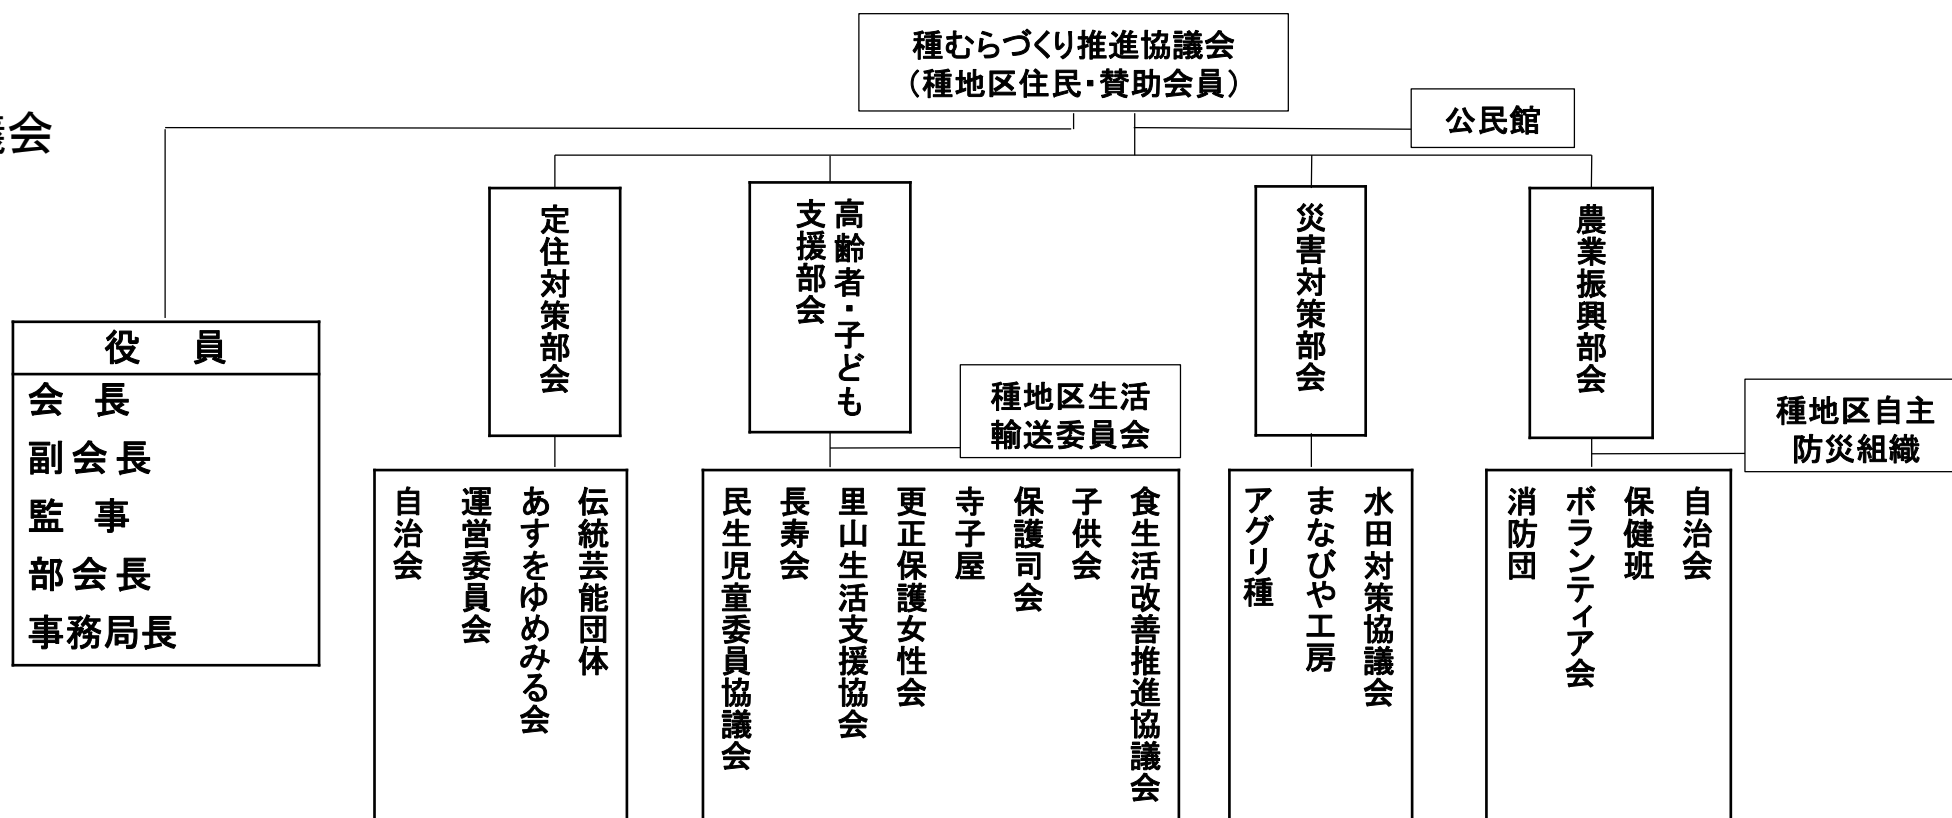 種むらづくり推進協議会
(種地区住民・賛助会員)
公民館
議会
役　員
会　長
副会長
監　事
部会長
事務局長
定住対策部会
高齢者・子ども
支援部会
災害対策部会
農業振興部会
種地区生活
輸送委員会
種地区自主
防災組織
自治会
運営委員会
あすをゆめみる会
伝統芸能団体
民生児童委員協議会
長寿会
里山生活支援協会
更正保護女性会
寺子屋
保護司会
子供会
食生活改善推進協議会
アグリ種
まなびや工房
水田対策協議会
消防団
ボランティア会
保健班
自治会